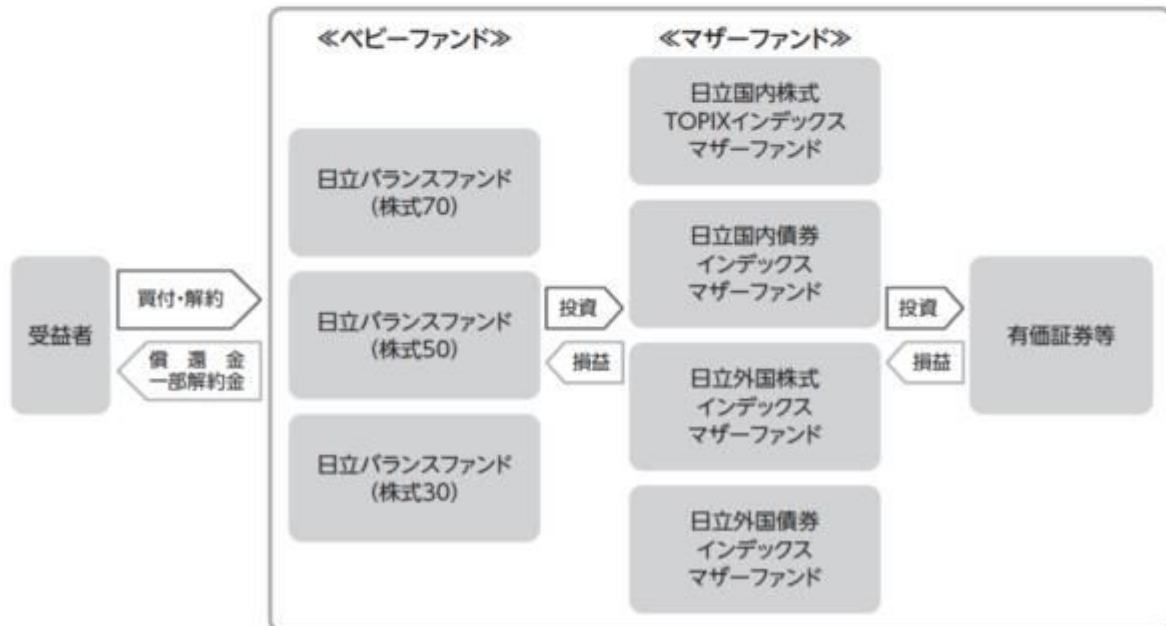 ≪ベビーファンド≫
≪マザーファンド≫
受益者
買付・解約
償 還 金
一部解約金
日立バランスファンド
(株式70)
日立バランスファンド
(株式50)
日立バランスファンド
(株式30)
投資
損益
日立国内株式
TOPIXインデックス
マザーファンド
日立国内債券
インデックス
マザーファンド
日立外国株式
インデックス
マザーファンド
日立外国債券
インデックス
マザーファンド
投資
損益
有価証券等